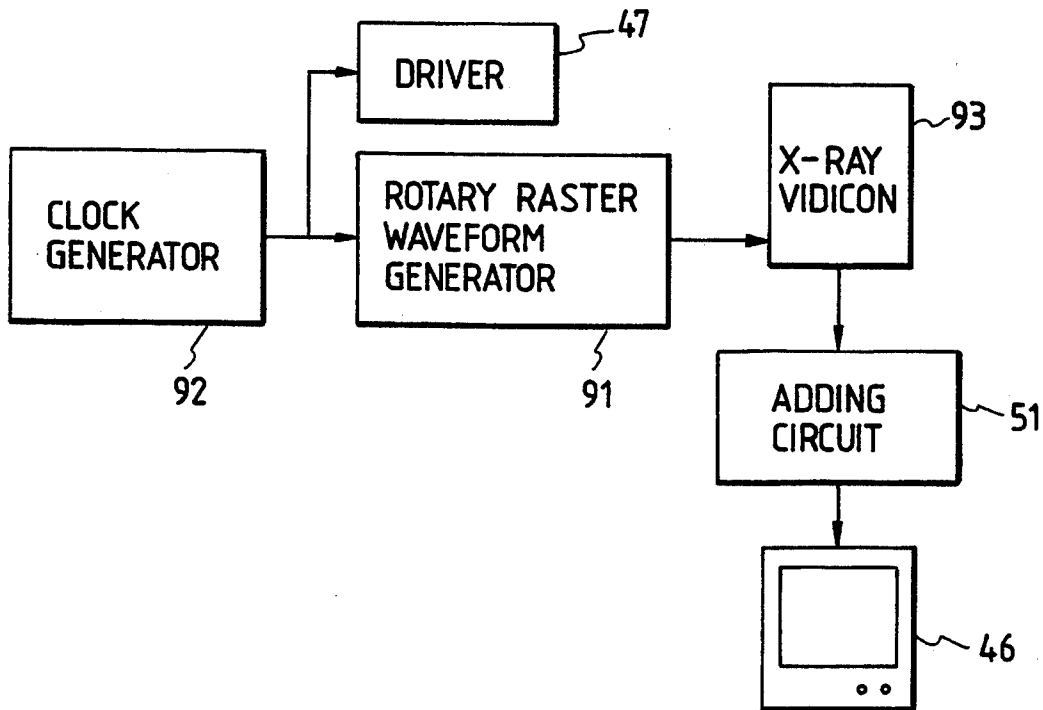 47
DRIVER
93
X-RAY
VIDICON
CLOCK
GENERATOR
ROTARY RASTER
WAVEFORM
GENERATOR
92
91
ADDING
CIRCUIT
51
46